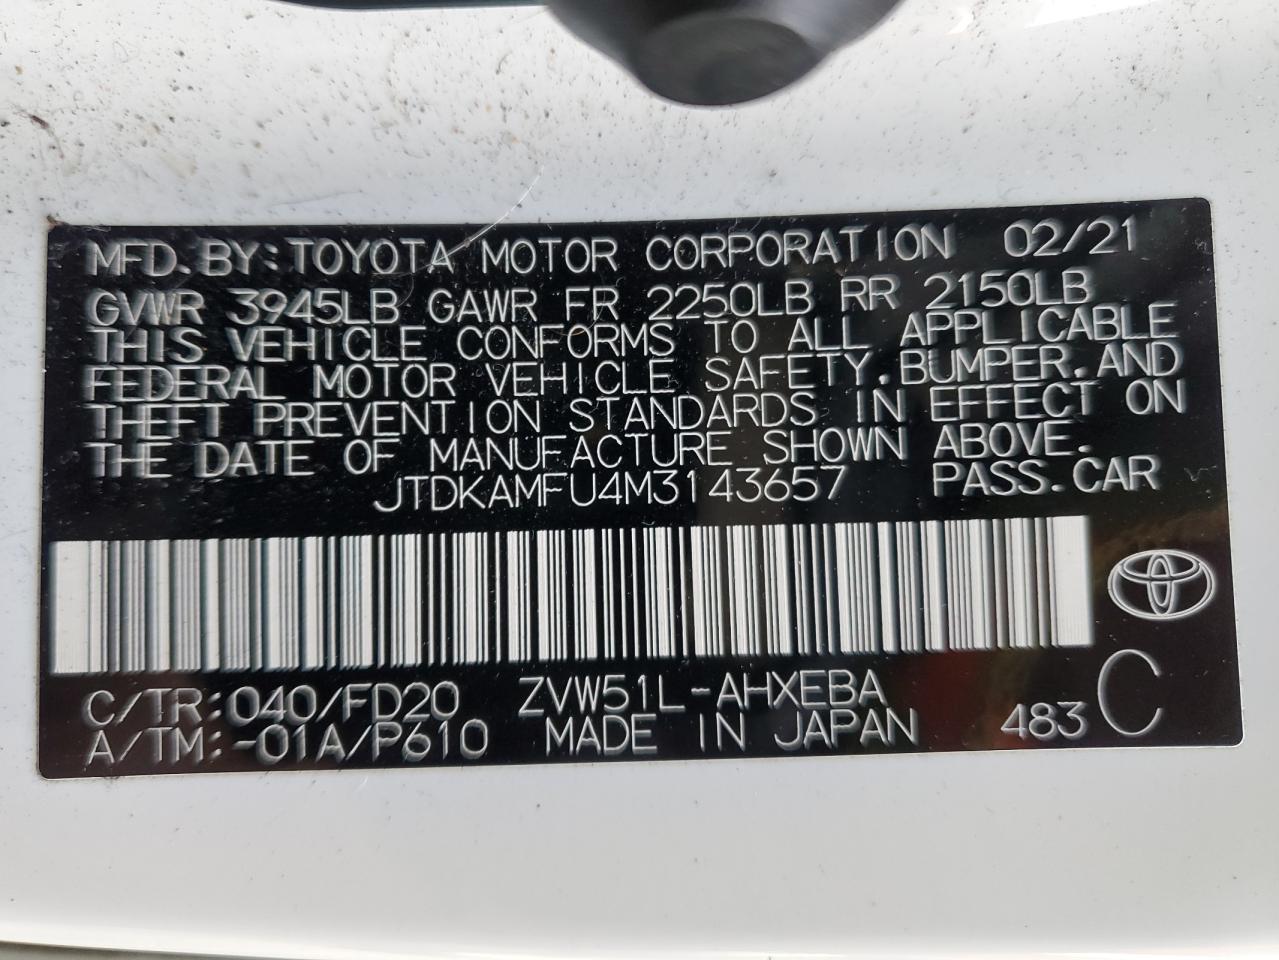 MFD. BY: TOYOTA MOTOR CORPORATION 02/21
GVWR 3945LB GAWR FR 2250LB RR 2150LB
THIS VEHICLE CONFORMS TO ALL APPLICABLE
FEDERAL MOTOR VEHICLE SAFETY, BUMPER, AND
THEFT PREVENTION STANDARDS IN EFFECT ON
THE DATE OF MANUFACTURE SHOWN ABOVE.
JTDKAMFU4M3143657 PASS. CAR
C/TR: 040/FD20 ZVW51L-AHXEBA
A/TM: -01A/P610 MADE IN JAPAN 483 C